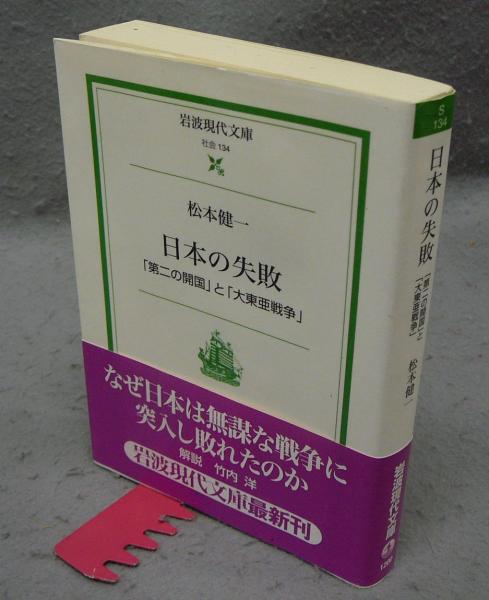 岩波現代文庫
社会 134
松本健一
日本の失敗
「第二の開国」と「大東亜戦争」
なぜ日本は無謀な戦争に
突入し敗れたのか
解説 竹内 洋
岩波現代文庫最新刊
S
134
日本の失敗
「第二の開国」と
「大東亜戦争」
松本健一
岩波現代文庫